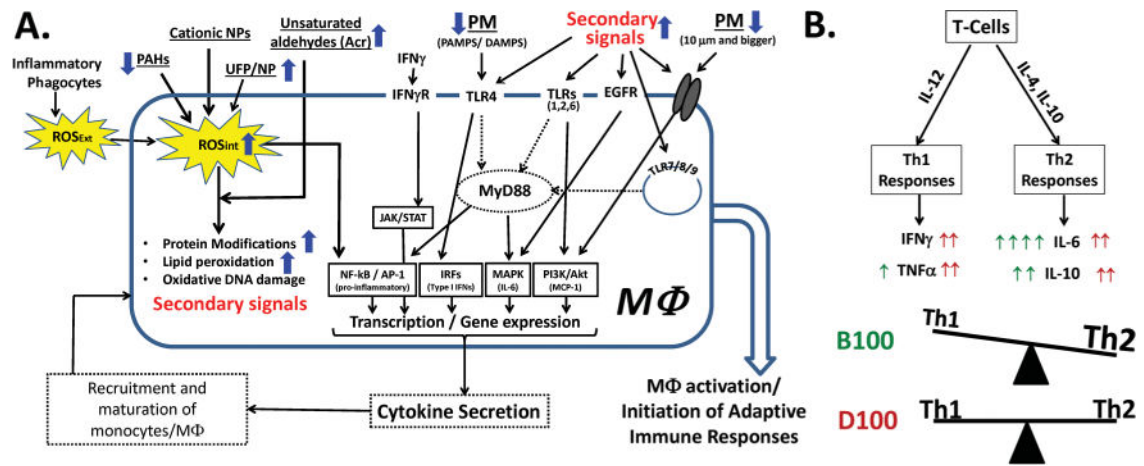 A.
Unsaturated
aldehydes (Acr)
Cationic NPs
PAHs
UFP/NP
Inflammatory
Phagocytes
ROSExt
ROSint
PM
(PAMPS/ DAMPS)
Secondary
signals
PM
(10 μm and bigger)
IFNγ
IFNγR
TLR4
TLRs
(1,2,6)
EGFR
TLR7/8/9
MyD88
JAK/STAT
• Protein Modifications
• Lipid peroxidation
• Oxidative DNA damage
Secondary signals
NF-kB / AP-1
(pro-inflammatory)
IRFs
(Type I IFNs)
MAPK
(IL-6)
PI3K/Akt
(MCP-1)
MΦ
Transcription / Gene expression
Recruitment and
maturation of
monocytes/MΦ
Cytokine Secretion
MΦ activation/
Initiation of Adaptive
Immune Responses
B.
T-Cells
IL-12
IL-4, IL-10
Th1
Responses
Th2
Responses
IFNγ ↑↑
↑ TNFα ↑↑
↑↑↑↑ IL-6 ↑↑
↑↑ IL-10 ↑↑
B100
Th1
Th2
D100
Th1
Th2